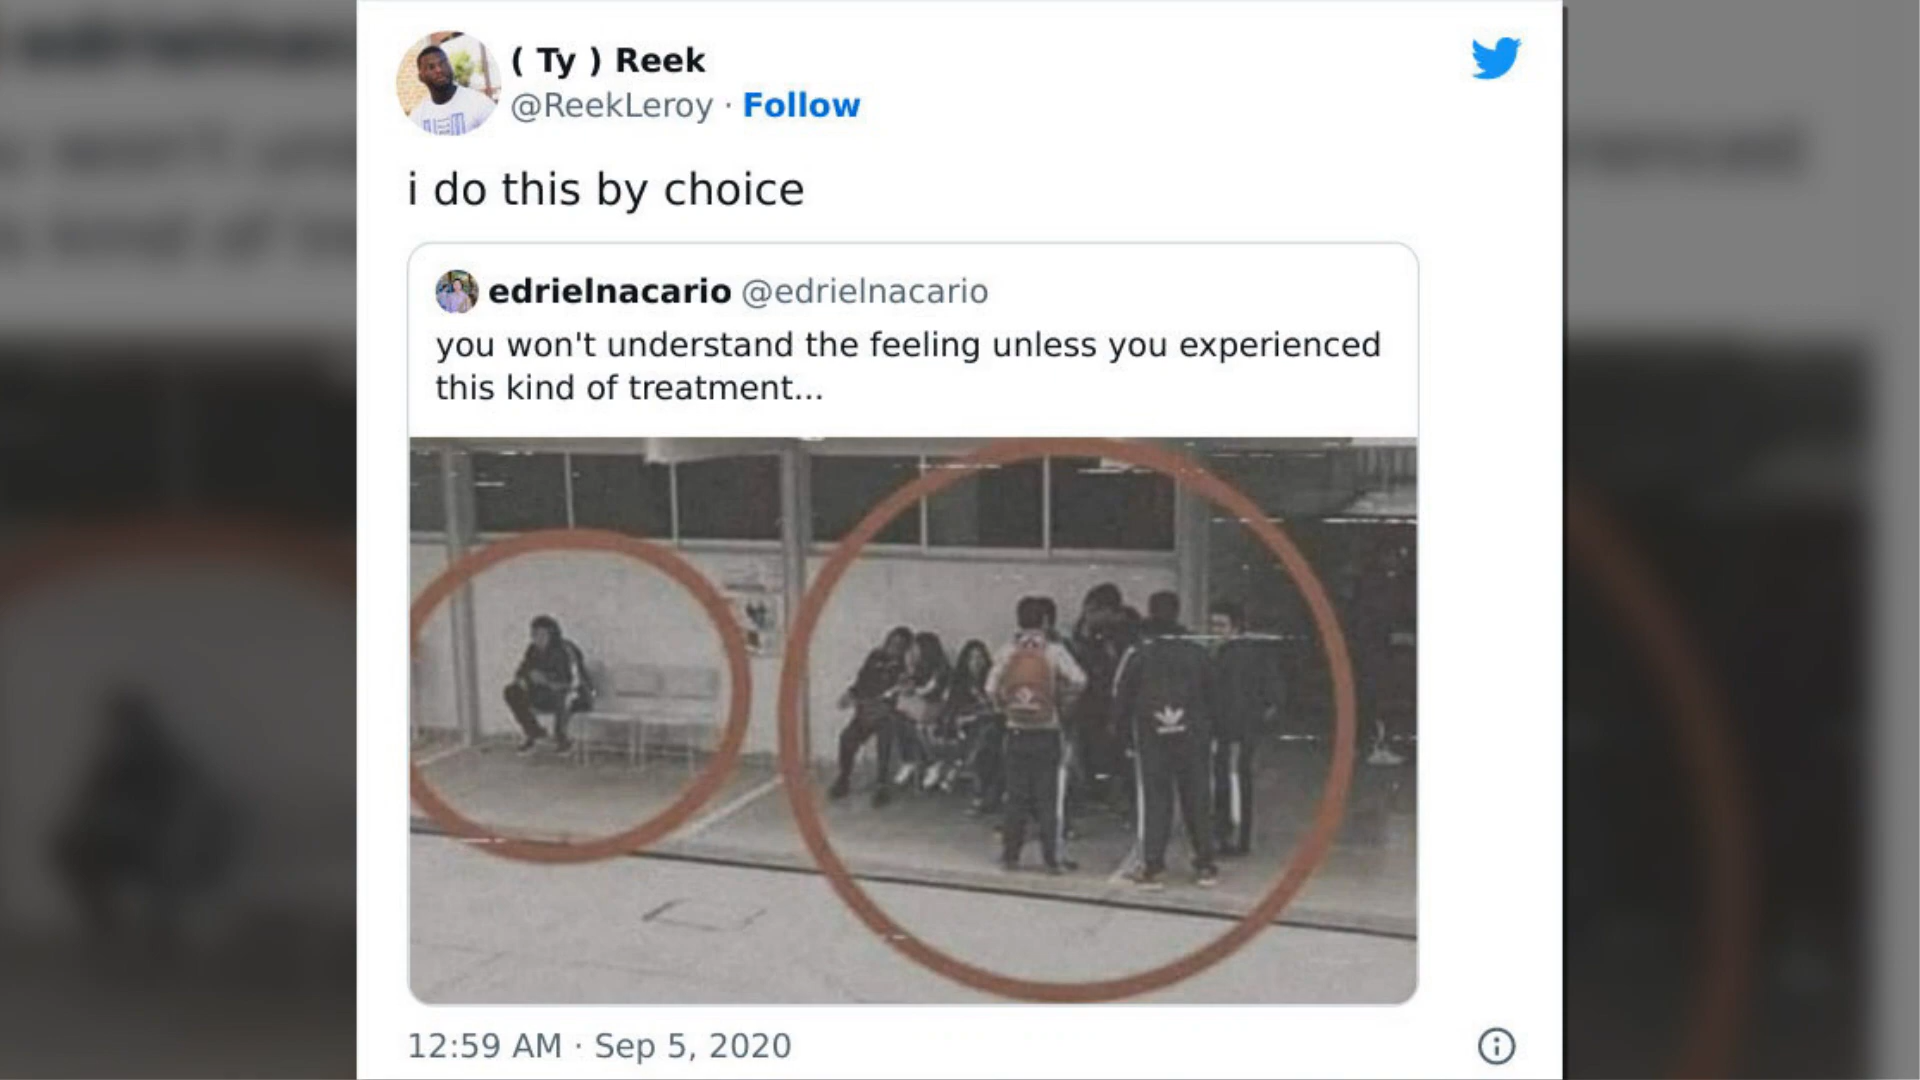 ( Ty ) Reek
@ReekLeroy · Follow
i do this by choice
edrielnacario @edrielnacario
you won't understand the feeling unless you experienced
this kind of treatment...
12:59 AM · Sep 5, 2020